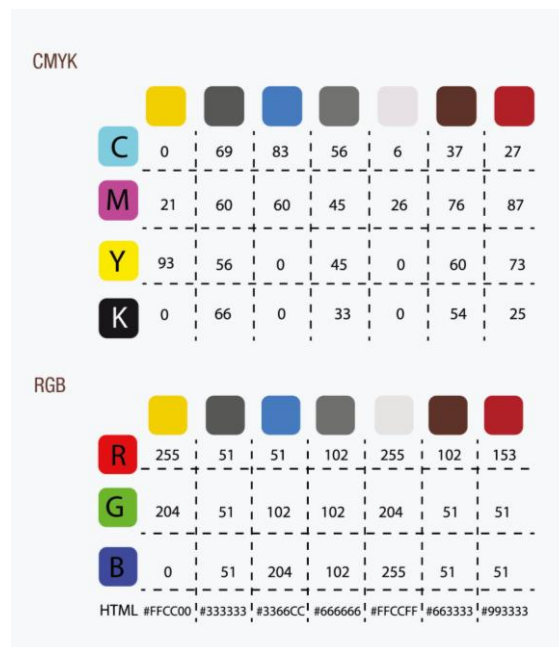 CMYK
C 0 69 83 56 6 37 27
M 21 60 60 45 26 76 87
Y 93 56 0 45 0 60 73
K 0 66 0 33 0 54 25
RGB
R 255 51 51 102 255 102 153
G 204 51 102 102 204 51 51
B 0 51 204 102 255 51 51
HTML #FFCC00 #333333 #3366CC #666666 #FFCCFF #663333 #993333